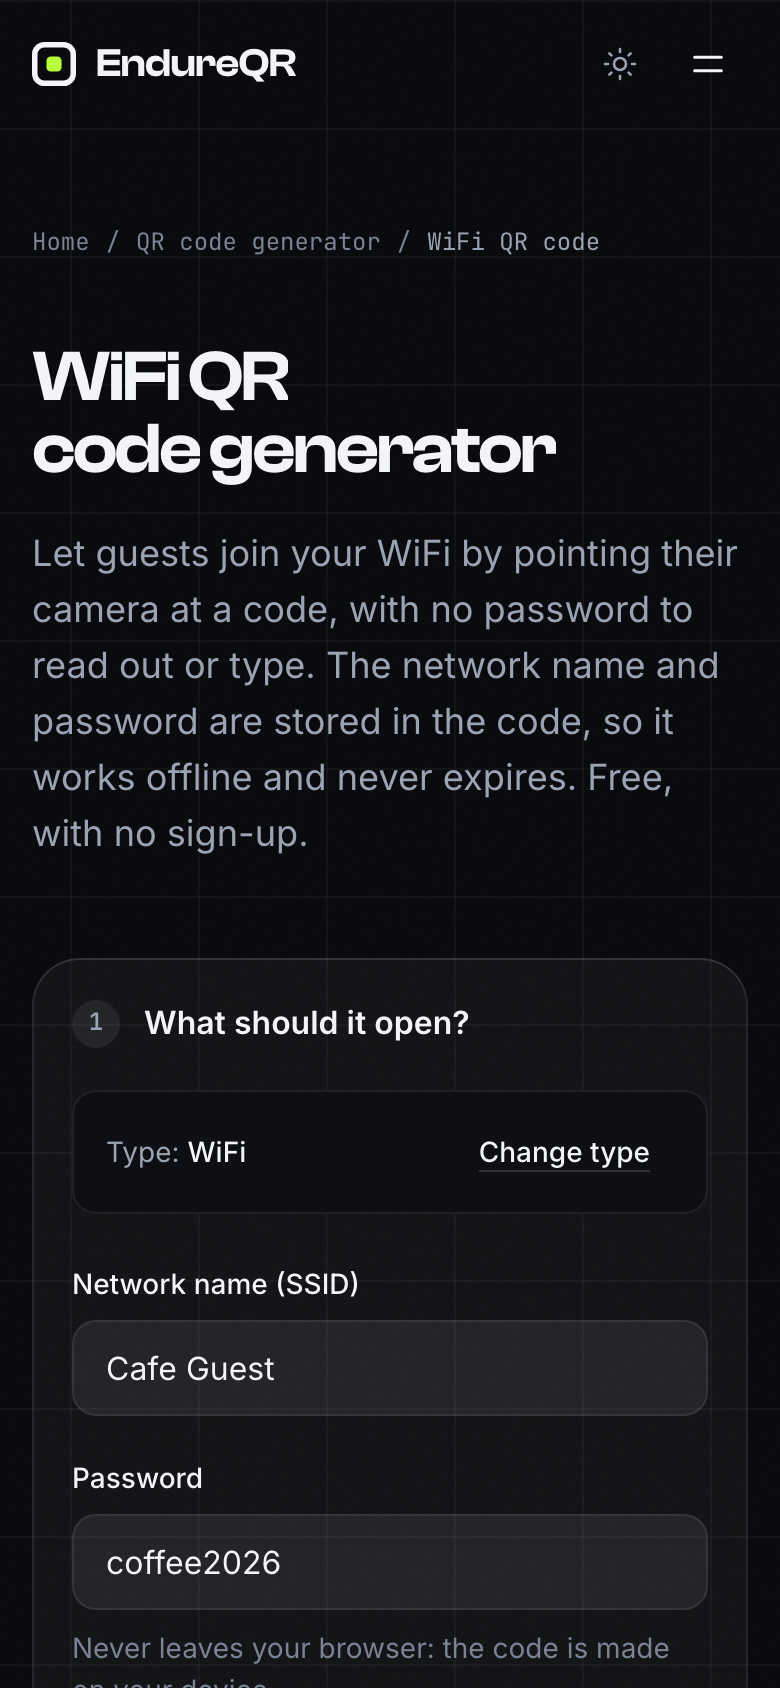 EndureQR
Home / QR code generator / WiFi QR code
WiFi QR
code generator
Let guests join your WiFi by pointing their
camera at a code, with no password to
read out or type. The network name and
password are stored in the code, so it
works offline and never expires. Free,
with no sign-up.
1 What should it open?
Type: WiFi Change type
Network name (SSID)
Cafe Guest
Password
coffee2026
Never leaves your browser: the code is made
on your device